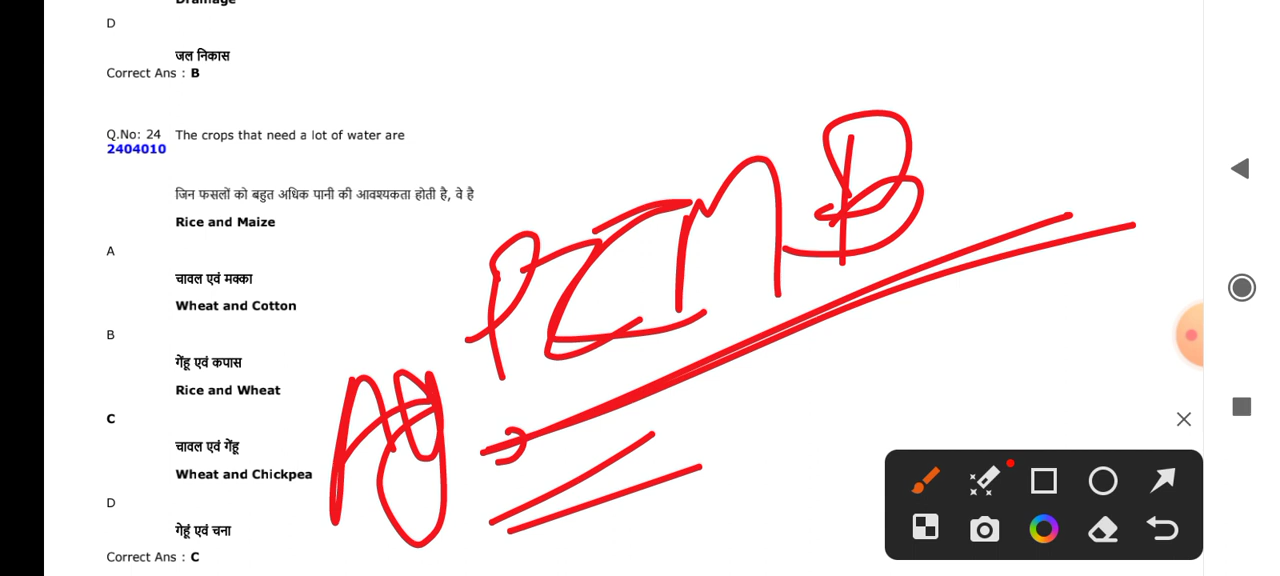 Drainage
D
जल निकास
Correct Ans : B
Q.No: 24 The crops that need a lot of water are
2404010
जिन फसलों को बहुत अधिक पानी की आवश्यकता होती है, वे है
Rice and Maize
A
चावल एवं मक्का
Wheat and Cotton
B
गेंहू एवं कपास
Rice and Wheat
C
चावल एवं गेंहू
Wheat and Chickpea
D
गेहूं एवं चना
Correct Ans : C